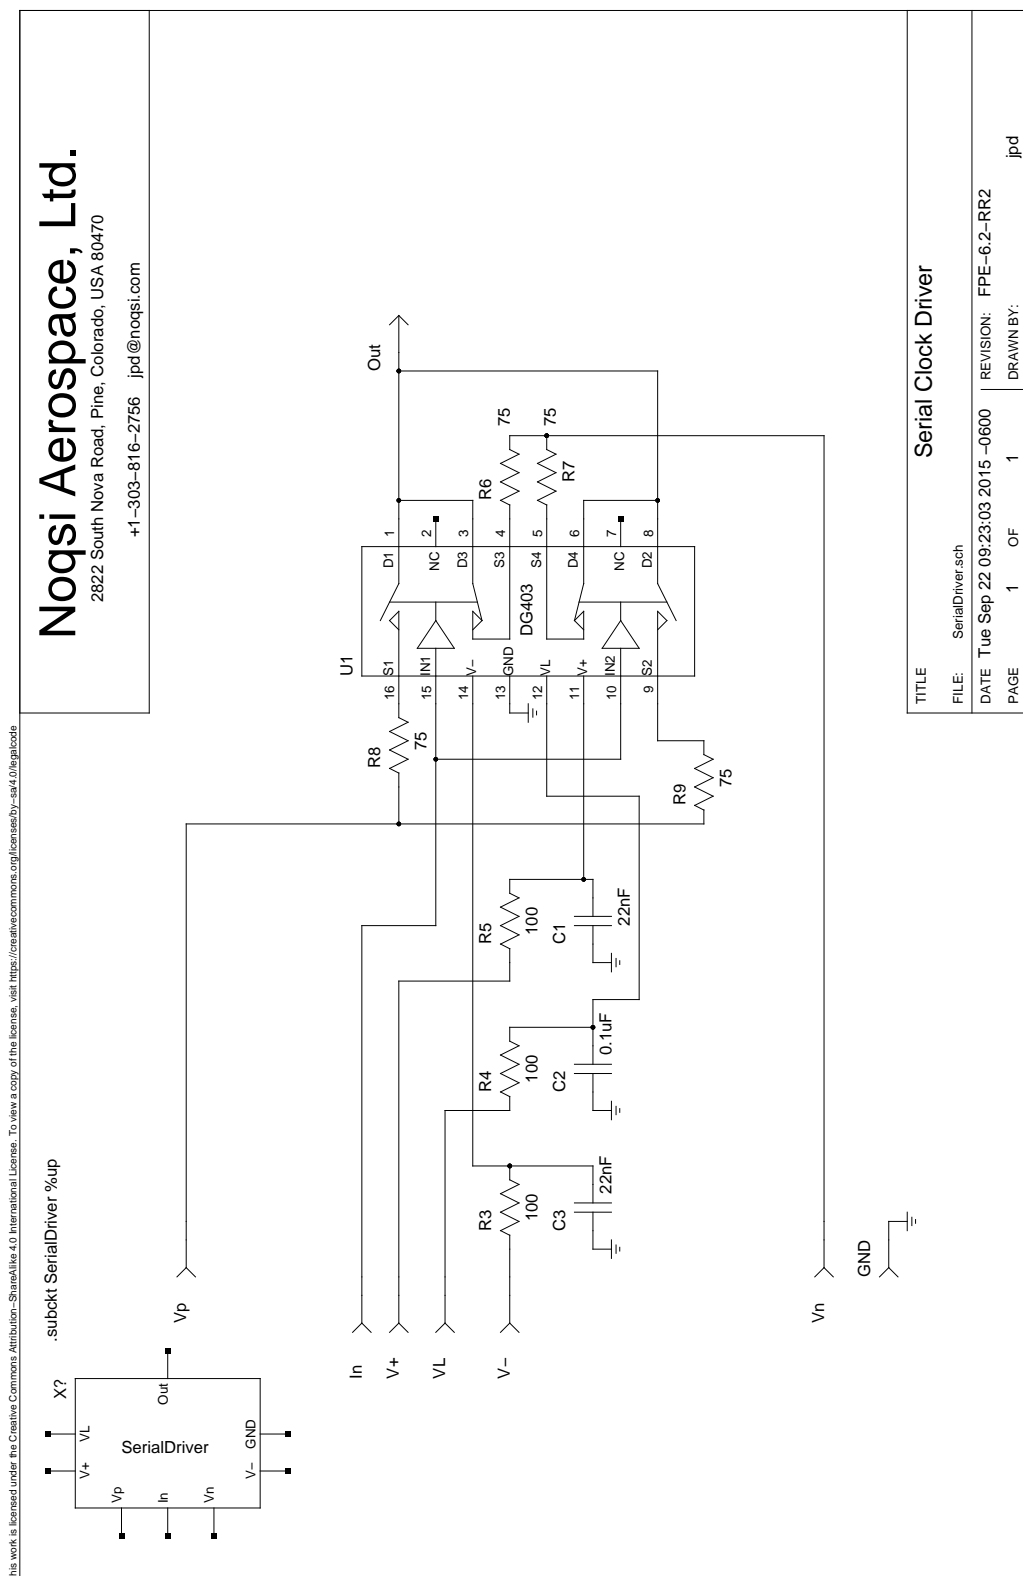 his work is licensed under the Creative Commons Attribution−ShareAlike 4.0 International License. To view a copy of the license, visit https://creativecommons.org/licenses/by−sa/4.0/legalcode
Noqsi Aerospace, Ltd.
2822 South Nova Road, Pine, Colorado, USA 80470
+1−303−816−2756 jpd@noqsi.com
.subckt SerialDriver %up
X?
V+
VL
Vp
In
Vn
SerialDriver
Out
V−
GND
Vp
In
V+
VL
V−
Vn
GND
R3
100
C3
22nF
R4
100
C2
0.1uF
R5
100
C1
22nF
R8
75
R9
75
U1
DG403
16 S1
15 IN1
14 V−
13 GND
12 VL
11 V+
10 IN2
9 S2
D1 1
NC 2
D3 3
S3 4
S4 5
D4 6
NC 7
D2 8
R6
75
R7
75
Out
TITLE
Serial Clock Driver
FILE: SerialDriver.sch
DATE Tue Sep 22 09:23:03 2015 −0600
REVISION: FPE−6.2−RR2
PAGE 1 OF 1
DRAWN BY: jpd